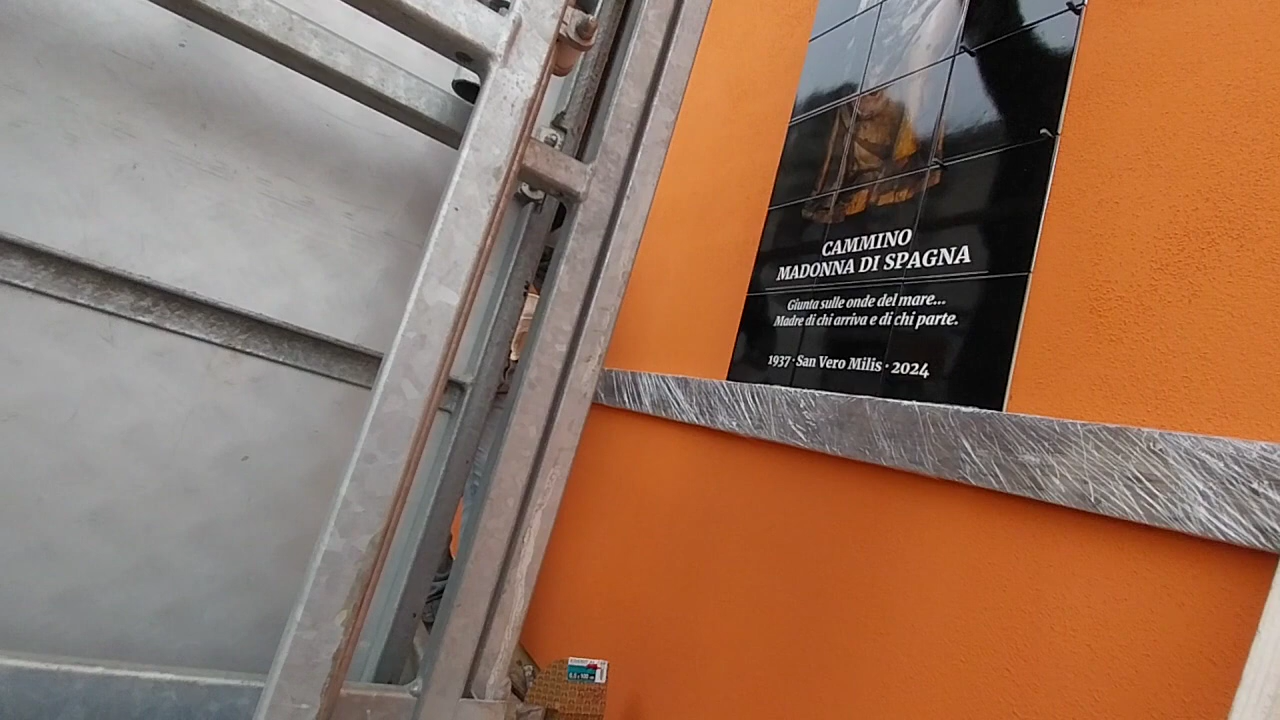 CAMMINO
MADONNA DI SPAGNA
Giunta sulle onde del mare...
Madre di chi arriva e di chi parte.
1937·San Vero Milis·2024